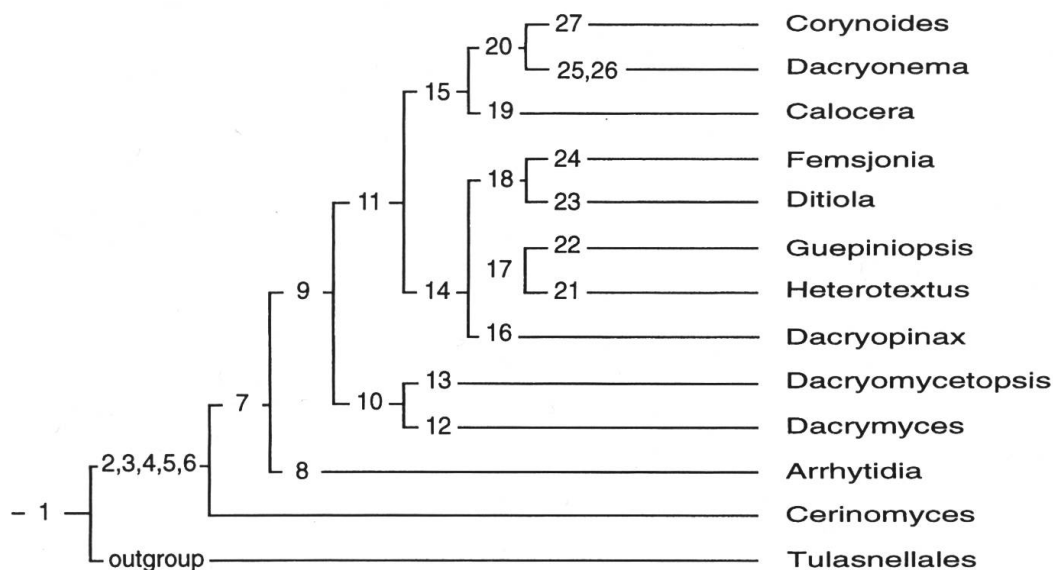 27 Corynoides
20
25,26 Dacryonema
15
19 Calocera
24 Femsjonia
18
23 Ditiola
11
22 Guepiniopsis
17
9 14 21 Heterotextus
16 Dacryopinax
13 Dacryomycetopsis
7 10
12 Dacrymyces
2,3,4,5,6 8 Arrhytidia
1 Cerinomyces
outgroup Tulasnellales